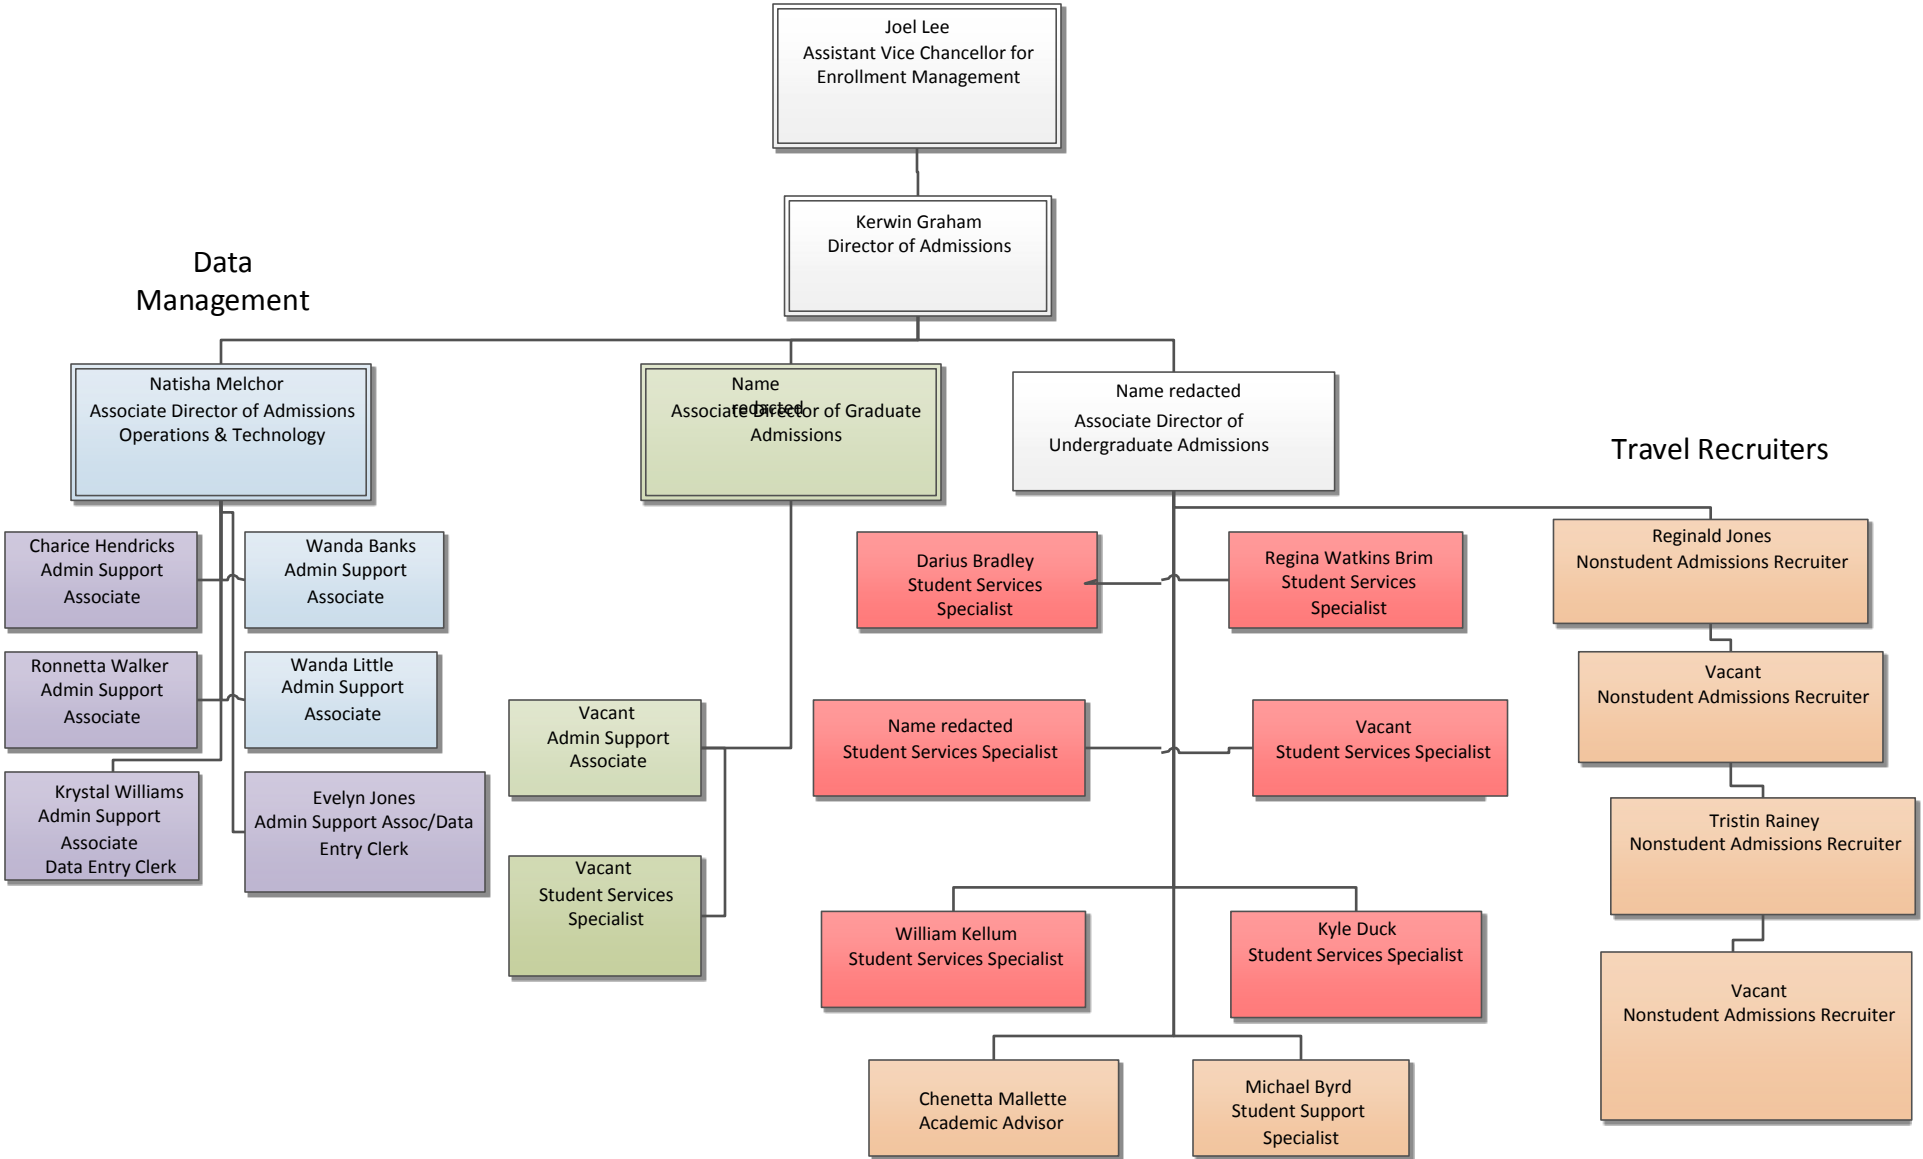 Joel Lee
Assistant Vice Chancellor for
Enrollment Management
Kerwin Graham
Director of Admissions
Data
Management
Natisha Melchor
Associate Director of Admissions
Operations & Technology
Name
redacted
Associate Director of Graduate
Admissions
Name redacted
Associate Director of
Undergraduate Admissions
Travel Recruiters
Charice Hendricks
Admin Support
Associate
Wanda Banks
Admin Support
Associate
Darius Bradley
Student Services
Specialist
Regina Watkins Brim
Student Services
Specialist
Reginald Jones
Nonstudent Admissions Recruiter
Ronnetta Walker
Admin Support
Associate
Wanda Little
Admin Support
Associate
Vacant
Admin Support
Associate
Name redacted
Student Services Specialist
Vacant
Student Services Specialist
Vacant
Nonstudent Admissions Recruiter
Krystal Williams
Admin Support
Associate
Data Entry Clerk
Evelyn Jones
Admin Support Assoc/Data
Entry Clerk
Vacant
Student Services
Specialist
Tristin Rainey
Nonstudent Admissions Recruiter
William Kellum
Student Services Specialist
Kyle Duck
Student Services Specialist
Vacant
Nonstudent Admissions Recruiter
Chenetta Mallette
Academic Advisor
Michael Byrd
Student Support
Specialist